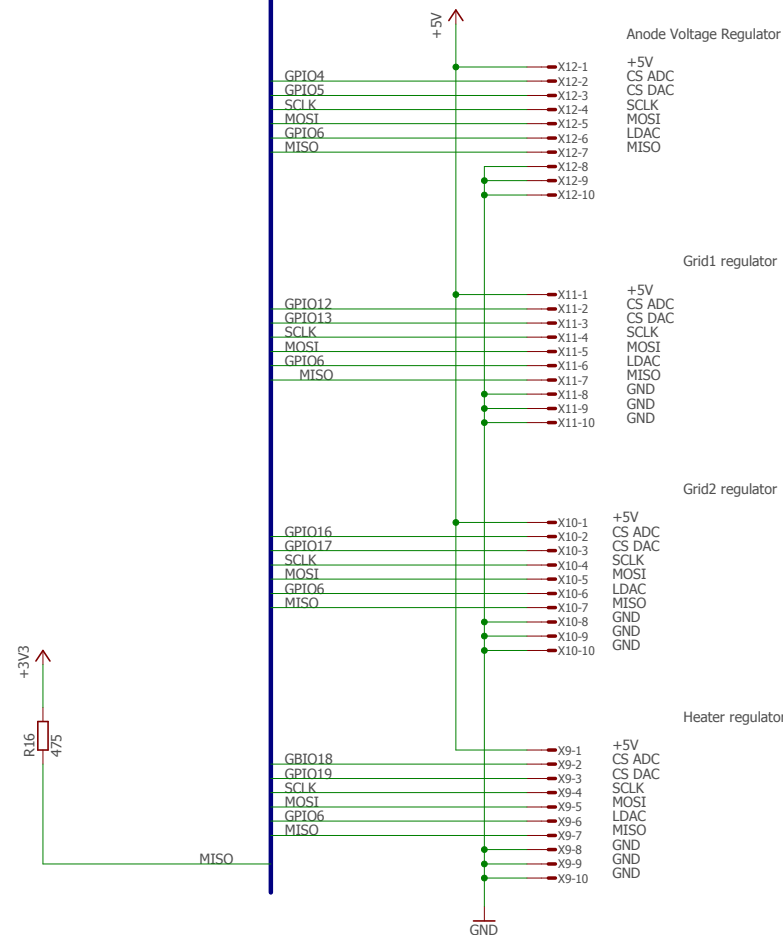 +5V
Anode Voltage Regulator
X12-1 +5V
GPIO4 X12-2 CS ADC
GPIO5 X12-3 CS DAC
SCLK X12-4 SCLK
MOSI X12-5 MOSI
GPIO6 X12-6 LDAC
MISO X12-7 MISO
X12-8
X12-9
X12-10
Grid1 regulator
X11-1 +5V
GPIO12 X11-2 CS ADC
GPIO13 X11-3 CS DAC
SCLK X11-4 SCLK
MOSI X11-5 MOSI
GPIO6 X11-6 LDAC
MISO X11-7 MISO
X11-8 GND
X11-9 GND
X11-10 GND
Grid2 regulator
X10-1 +5V
GPIO16 X10-2 CS ADC
GPIO17 X10-3 CS DAC
SCLK X10-4 SCLK
MOSI X10-5 MOSI
GPIO6 X10-6 LDAC
MISO X10-7 MISO
X10-8 GND
X10-9 GND
X10-10 GND
+3V3
R16
475
Heater regulator
X9-1 +5V
GBIO18 X9-2 CS ADC
GPIO19 X9-3 CS DAC
SCLK X9-4 SCLK
MOSI X9-5 MOSI
GPIO6 X9-6 LDAC
MISO X9-7 MISO
X9-8 GND
MISO X9-9 GND
X9-10 GND
GND